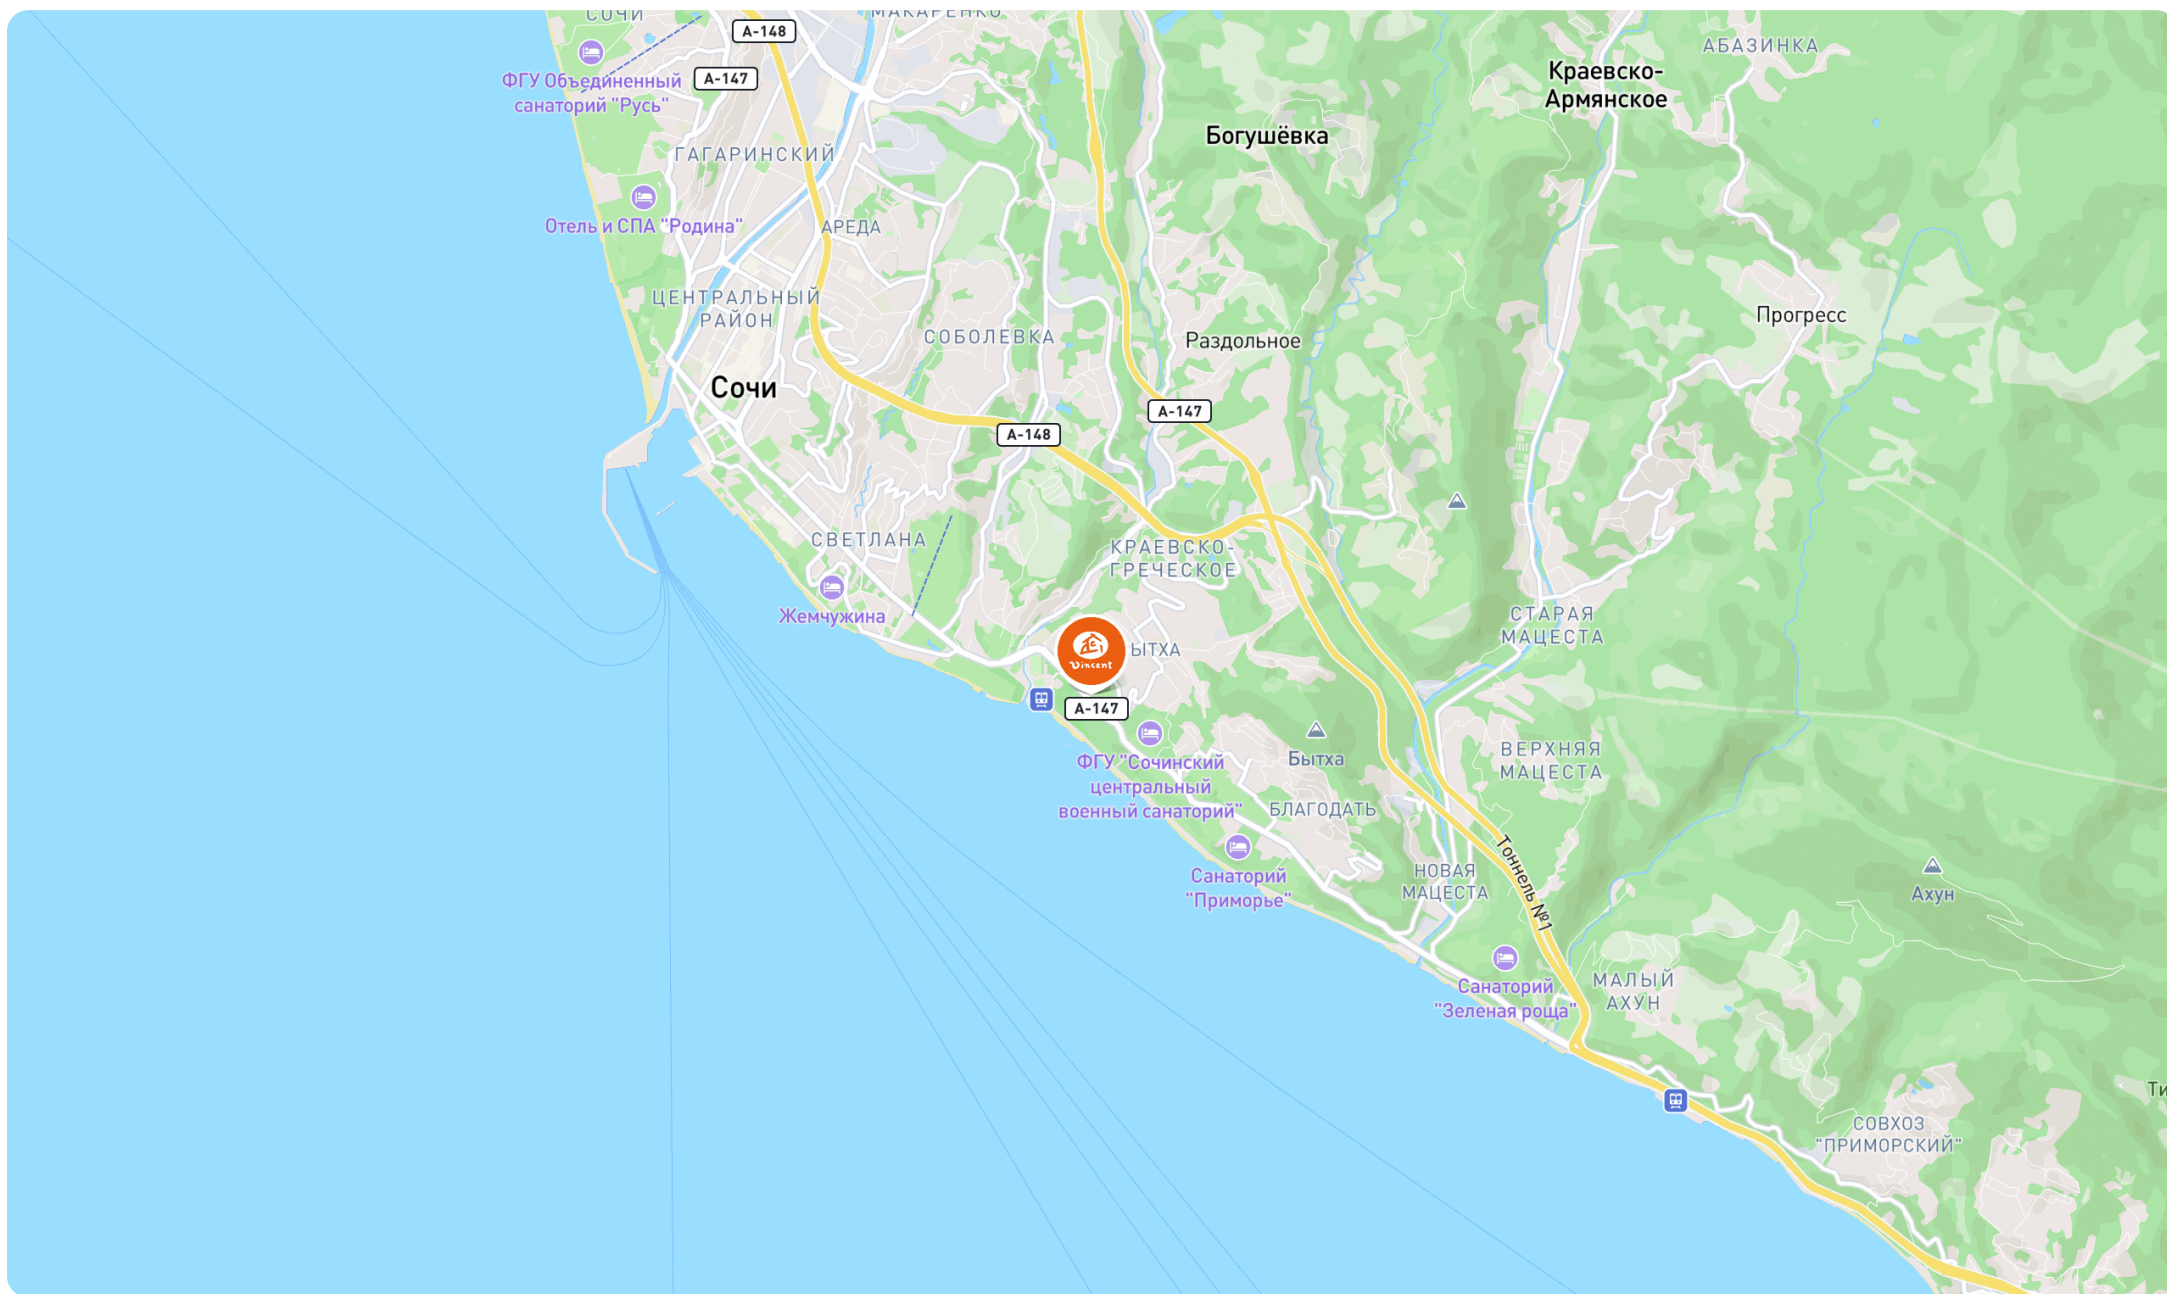 СОЧИ
МАКАРЕНКО
А-148
АБАЗИНКА
ФГУ Объединенный
санаторий "Русь"
А-147
Краевско-
Армянское
Богушёвка
ГАГАРИНСКИЙ
Отель и СПА "Родина"
АРЕДА
ЦЕНТРАЛЬНЫЙ
РАЙОН
Прогресс
СОБОЛЕВКА
Раздольное
Сочи
А-147
А-148
СВЕТЛАНА
КРАЕВСКО-
ГРЕЧЕСКОЕ
Жемчужина
СТАРАЯ
МАЦЕСТА
Vincent
ЫТХА
А-147
ФГУ "Сочинский
центральный
военный санаторий"
Бытха
ВЕРХНЯЯ
МАЦЕСТА
БЛАГОДАТЬ
Тоннель №1
Санаторий
"Приморье"
НОВАЯ
МАЦЕСТА
Ахун
Санаторий
"Зеленая роща"
МАЛЫЙ
АХУН
Ти
СОВХОЗ
"ПРИМОРСКИЙ"